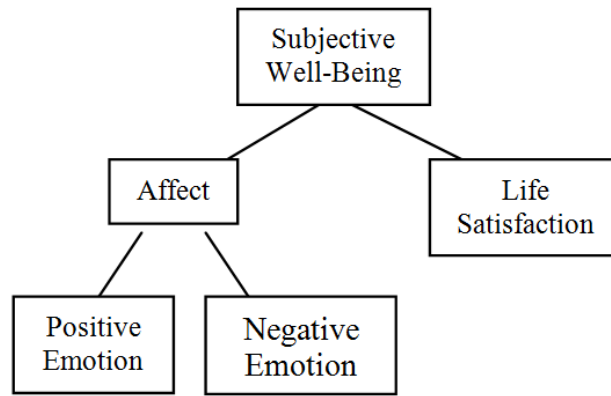 Subjective
Well-Being
Affect
Life
Satisfaction
Positive
Emotion
Negative
Emotion